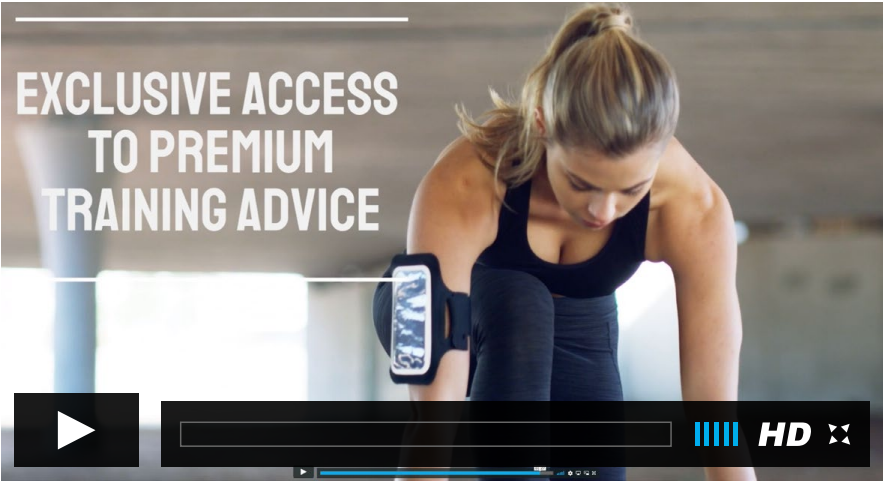 EXCLUSIVE ACCESS
TO PREMIUM
TRAINING ADVICE
HD